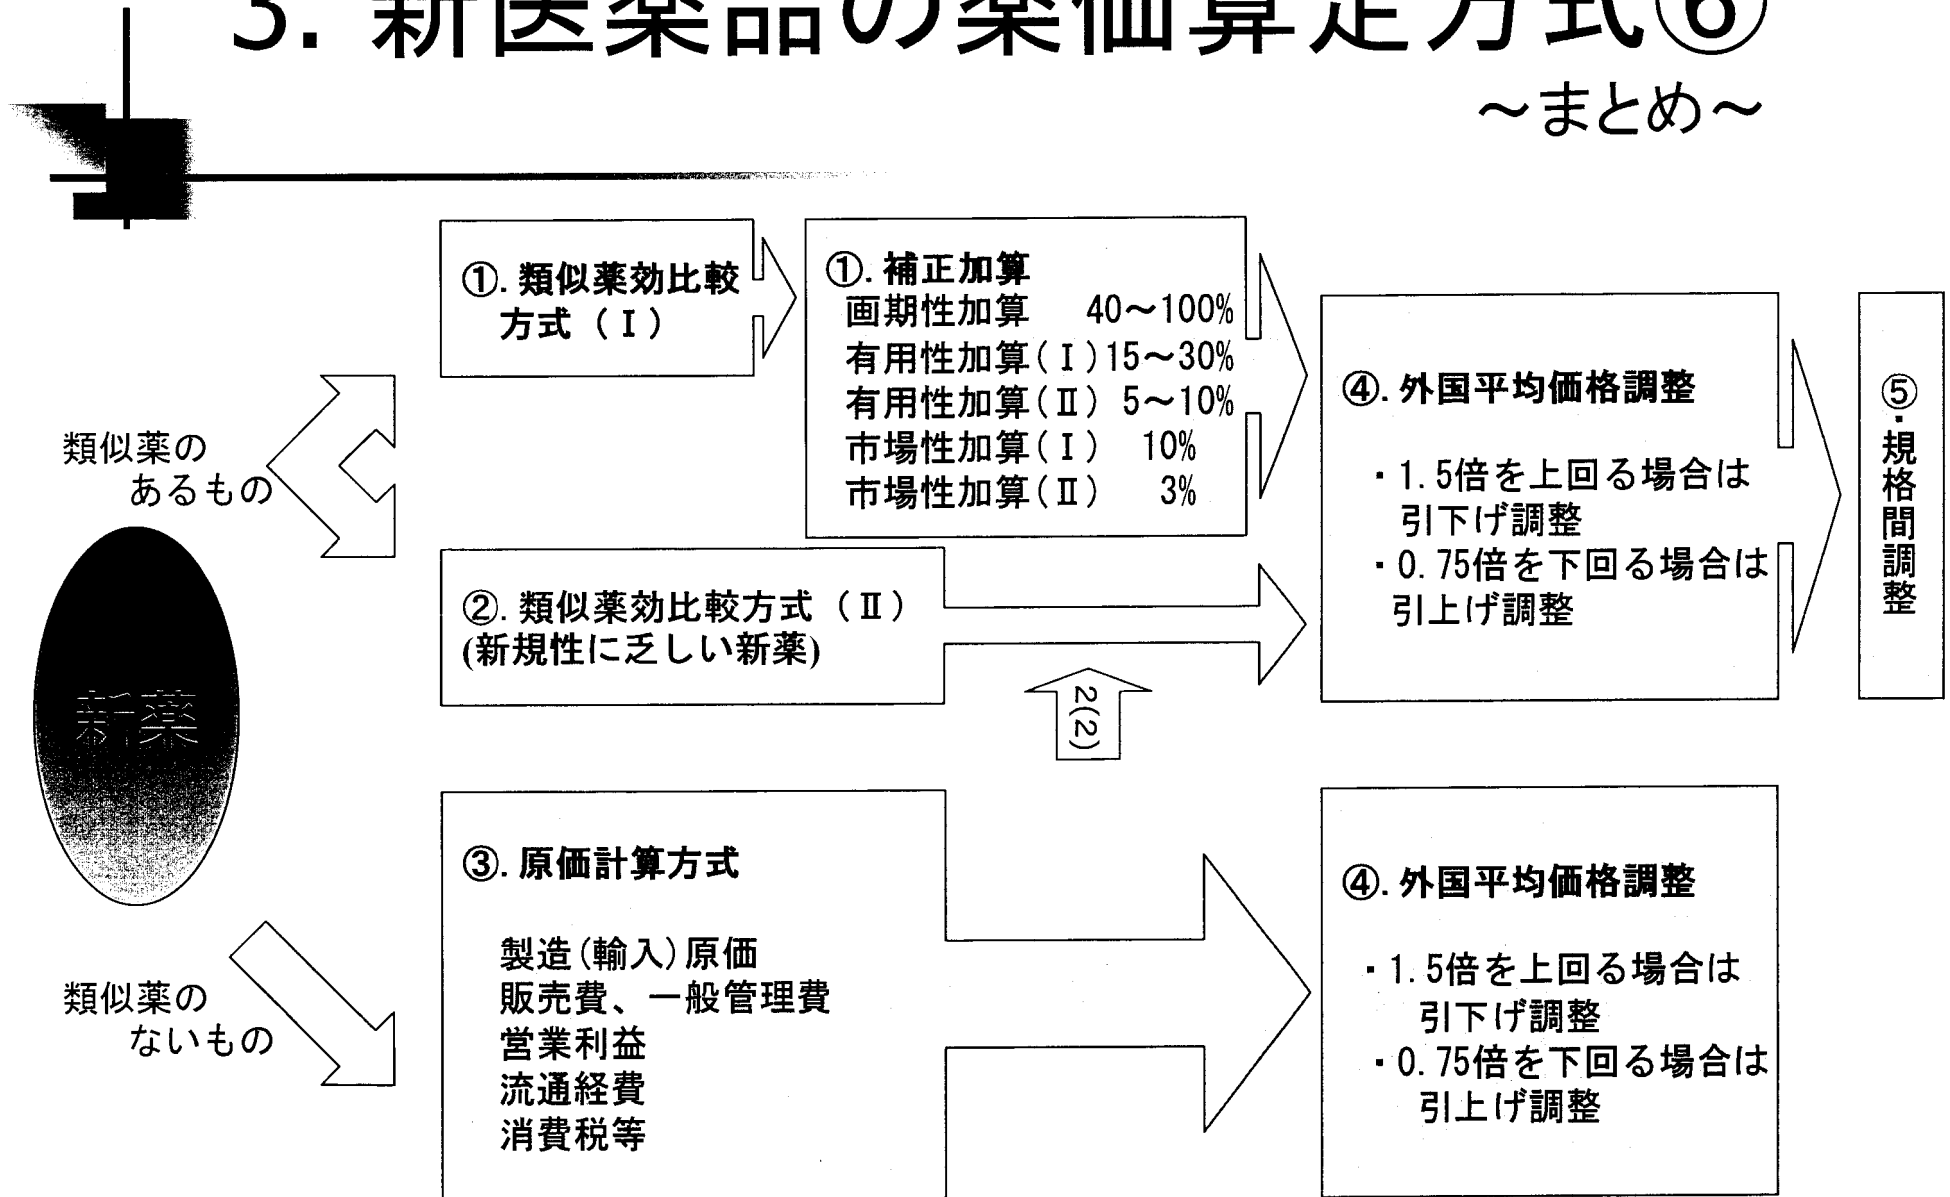 3. 新医薬品の薬価算定方式⑥
～まとめ～
①. 類似薬効比較
方式（Ⅰ）
①. 補正加算
画期性加算 40～100%
有用性加算(Ⅰ)15～30%
有用性加算(Ⅱ) 5～10%
市場性加算(Ⅰ) 10%
市場性加算(Ⅱ) 3%
④. 外国平均価格調整
・1.5倍を上回る場合は
引下げ調整
・0.75倍を下回る場合は
引上げ調整
⑤.規格間調整
類似薬の
あるもの
②. 類似薬効比較方式（Ⅱ）
(新規性に乏しい新薬)
2(2)
新薬
類似薬の
ないもの
③. 原価計算方式
製造(輸入)原価
販売費、一般管理費
営業利益
流通経費
消費税等
④. 外国平均価格調整
・1.5倍を上回る場合は
引下げ調整
・0.75倍を下回る場合は
引上げ調整